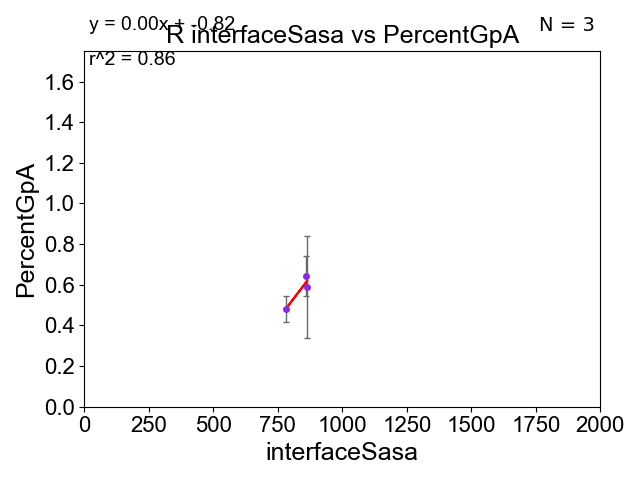 y = 0.00x + -0.82
N = 3
R interfaceSasa vs PercentGpA
r^2 = 0.86
PercentGpA
1.6
1.4
1.2
1.0
0.8
0.6
0.4
0.2
0.0
0 250 500 750 1000 1250 1500 1750 2000
interfaceSasa